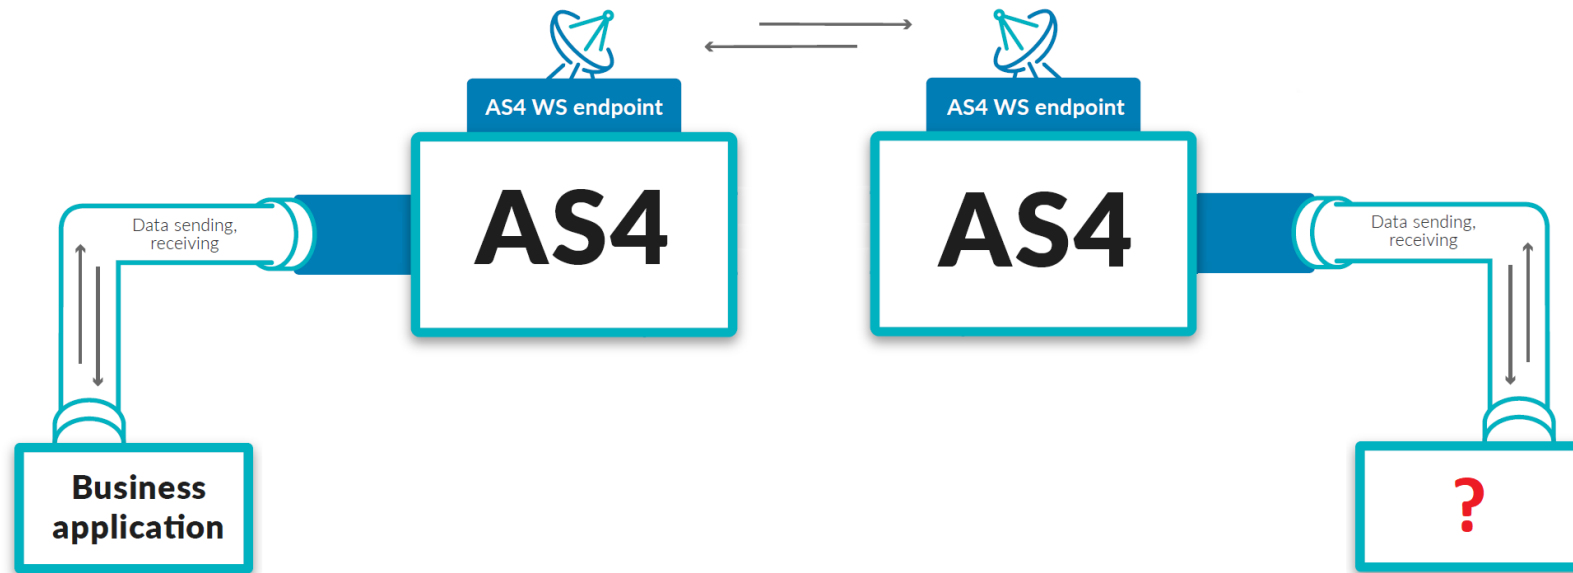 AS4 WS endpoint
AS4 WS endpoint
AS4
AS4
Data sending,
receiving
Data sending,
receiving
Business
application
?